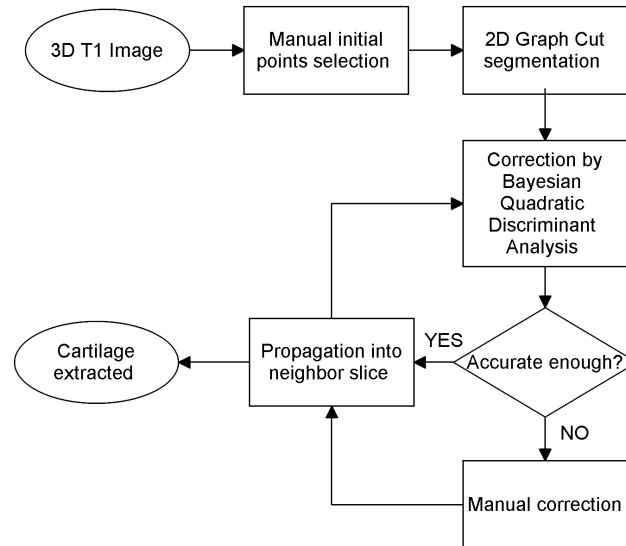 3D T1 Image
Manual initial
points selection
2D Graph Cut
segmentation
Correction by
Bayesian
Quadratic
Discriminant
Analysis
Accurate enough?
YES
NO
Propagation into
neighbor slice
Cartilage
extracted
Manual correction